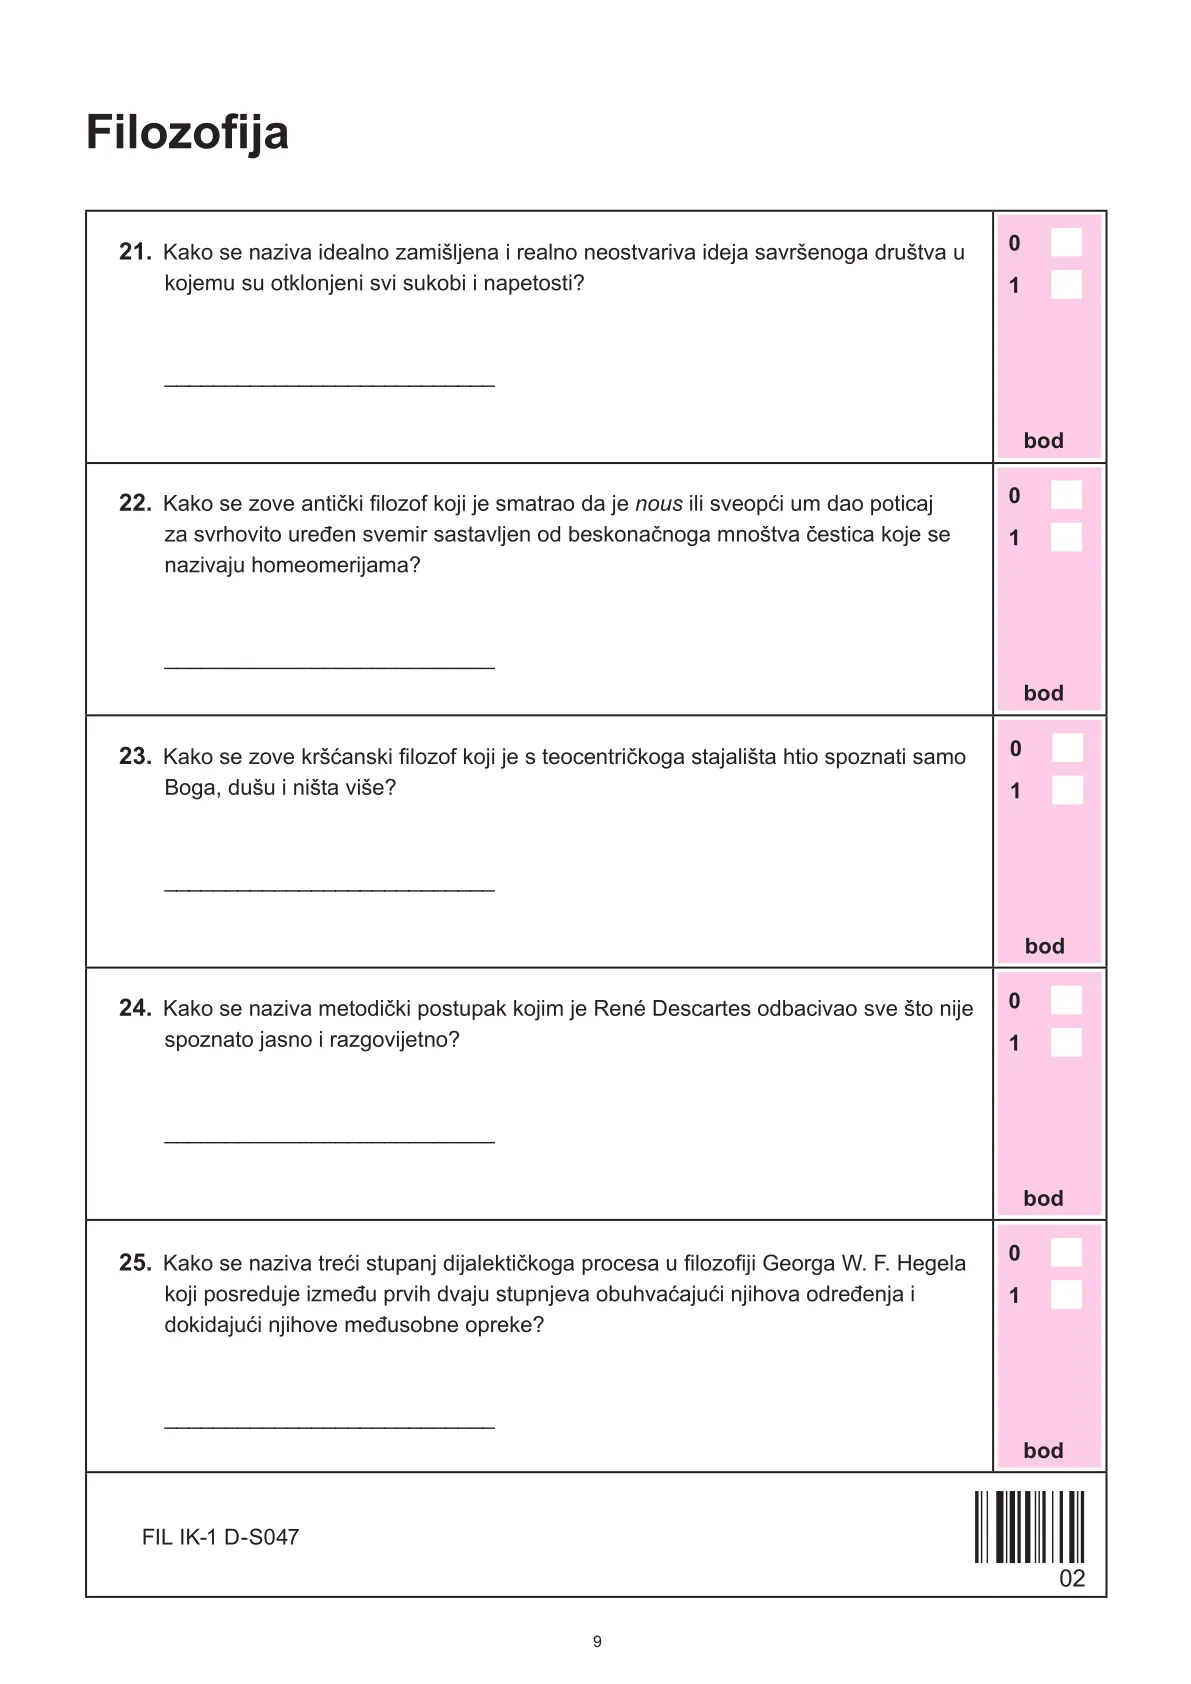 Filozofija
21. Kako se naziva idealno zamišljena i realno neostvariva ideja savršenoga društva u
kojemu su otklonjeni svi sukobi i napetosti?
___________________________
0
1
bod
22. Kako se zove antički filozof koji je smatrao da je nous ili sveopći um dao poticaj
za svrhovito uređen svemir sastavljen od beskonačnoga mnoštva čestica koje se
nazivaju homeomerijama?
___________________________
0
1
bod
23. Kako se zove kršćanski filozof koji je s teocentričkoga stajališta htio spoznati samo
Boga, dušu i ništa više?
___________________________
0
1
bod
24. Kako se naziva metodički postupak kojim je René Descartes odbacivao sve što nije
spoznato jasno i razgovijetno?
___________________________
0
1
bod
25. Kako se naziva treći stupanj dijalektičkoga procesa u filozofiji Georga W. F. Hegela
koji posreduje između prvih dvaju stupnjeva obuhvaćajući njihova određenja i
dokidajući njihove međusobne opreke?
___________________________
0
1
bod
FIL IK-1 D-S047
02
9